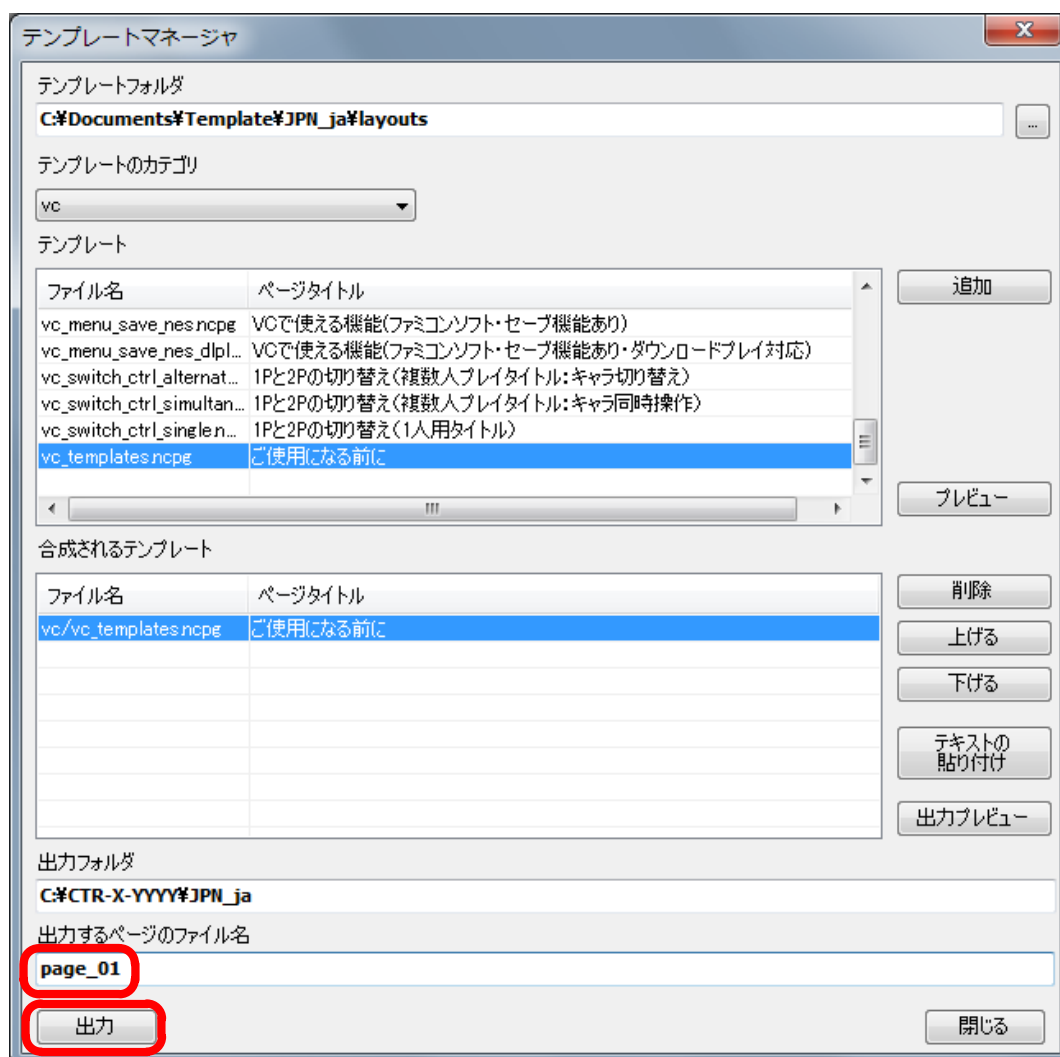 テンプレートマネージャ
テンプレートフォルダ
C:¥Documents¥Template¥JPN_ja¥layouts
...
テンプレートのカテゴリ
vc
テンプレート
ファイル名 ページタイトル
追加
vc_menu_save_nes.ncpg VCで使える機能(ファミコンソフト・セーブ機能あり)
vc_menu_save_nes_dlpl... VCで使える機能(ファミコンソフト・セーブ機能あり・ダウンロードプレイ対応)
vc_switch_ctrl_alternat... 1Pと2Pの切り替え(複数人プレイタイトル:キャラ切り替え)
vc_switch_ctrl_simultan... 1Pと2Pの切り替え(複数人プレイタイトル:キャラ同時操作)
vc_switch_ctrl_single.n... 1Pと2Pの切り替え(1人用タイトル)
vc_templates.ncpg ご使用になる前に
プレビュー
合成されるテンプレート
ファイル名 ページタイトル
削除
vc/vc_templates.ncpg ご使用になる前に
上げる
下げる
テキストの
貼り付け
出力プレビュー
出力フォルダ
C:¥CTR-X-YYYY¥JPN_ja
出力するページのファイル名
page_01
出力 閉じる